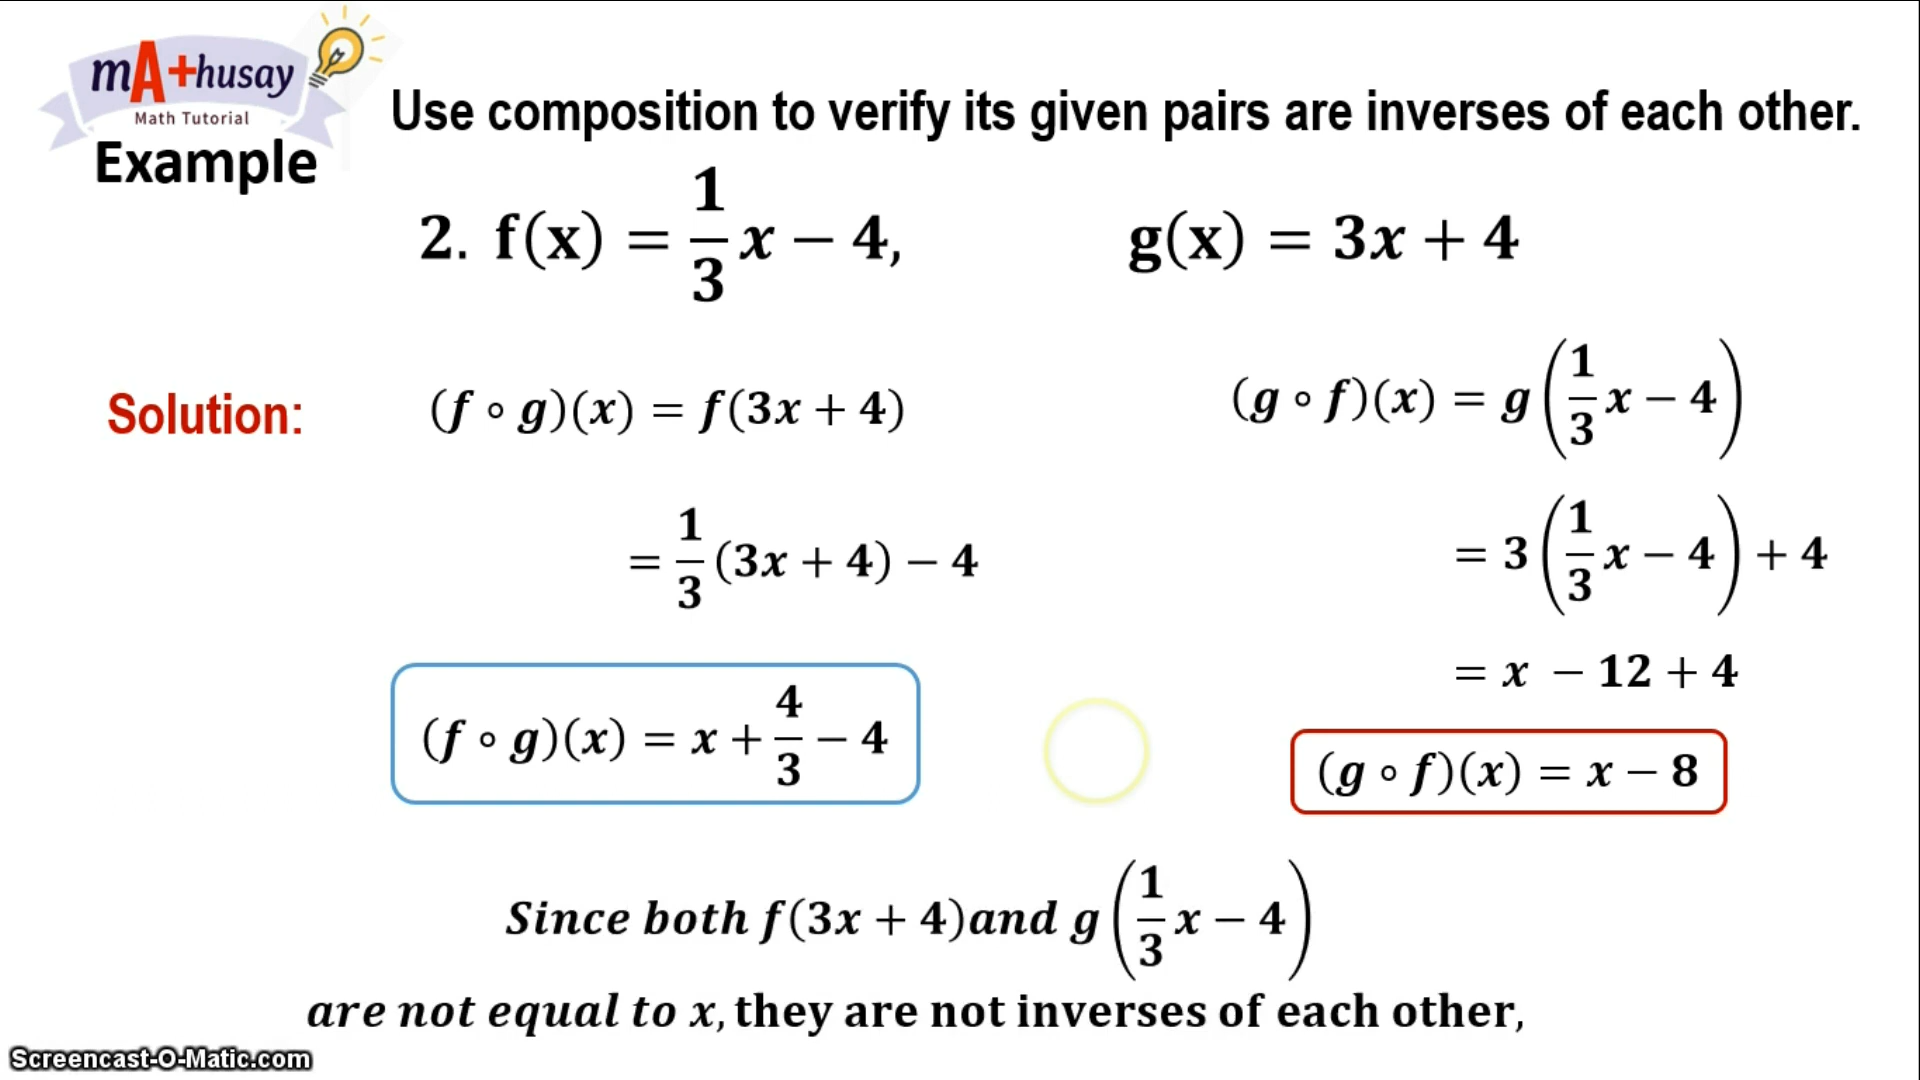 mA+husay
Math Tutorial
Example
Use composition to verify its given pairs are inverses of each other.
2. f(x) = 1/3 x − 4, g(x) = 3x + 4
Solution:
(f ∘ g)(x) = f(3x + 4)
= 1/3 (3x + 4) − 4
(f ∘ g)(x) = x + 4/3 − 4
(g ∘ f)(x) = g(1/3 x − 4)
= 3(1/3 x − 4) + 4
= x − 12 + 4
(g ∘ f)(x) = x − 8
Since both f(3x + 4)and g(1/3 x − 4)
are not equal to x, they are not inverses of each other,
Screencast-O-Matic.com